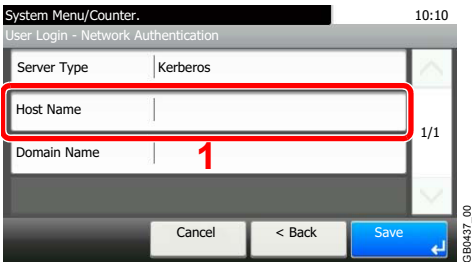 System Menu/Counter. 10:10
User Login - Network Authentication
Server Type Kerberos
Host Name
1/1
Domain Name 1
Cancel < Back Save
GB0437_00